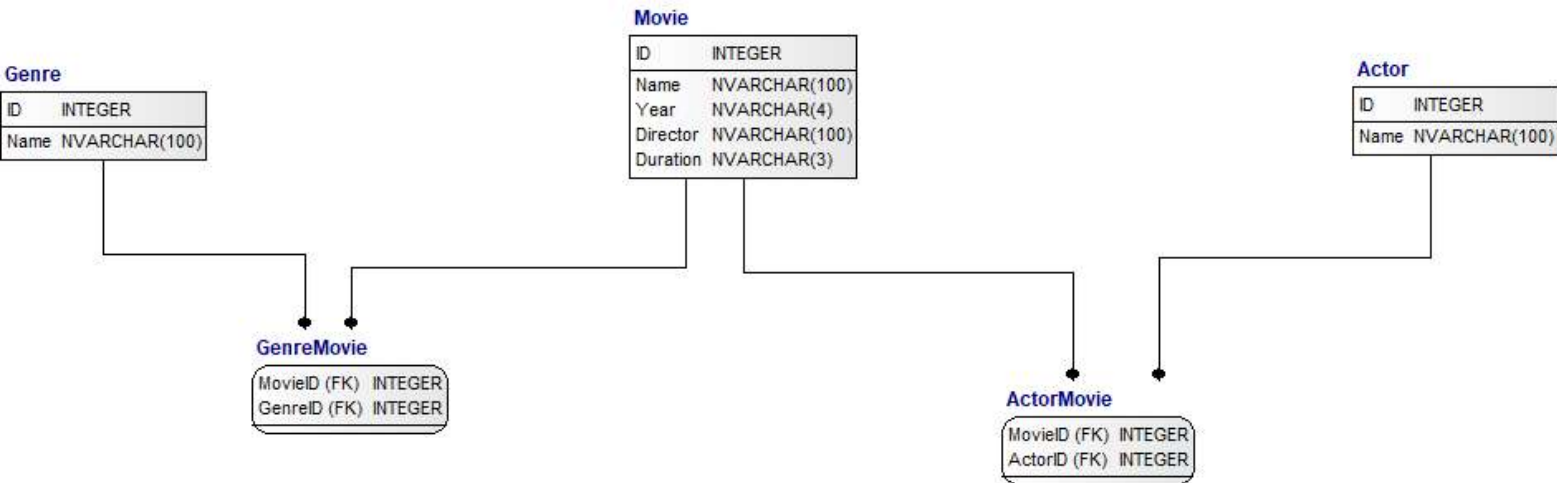 Movie
ID INTEGER
Name NVARCHAR(100)
Year NVARCHAR(4)
Director NVARCHAR(100)
Duration NVARCHAR(3)
Genre
ID INTEGER
Name NVARCHAR(100)
Actor
ID INTEGER
Name NVARCHAR(100)
GenreMovie
MovieID (FK) INTEGER
GenreID (FK) INTEGER
ActorMovie
MovieID (FK) INTEGER
ActorID (FK) INTEGER